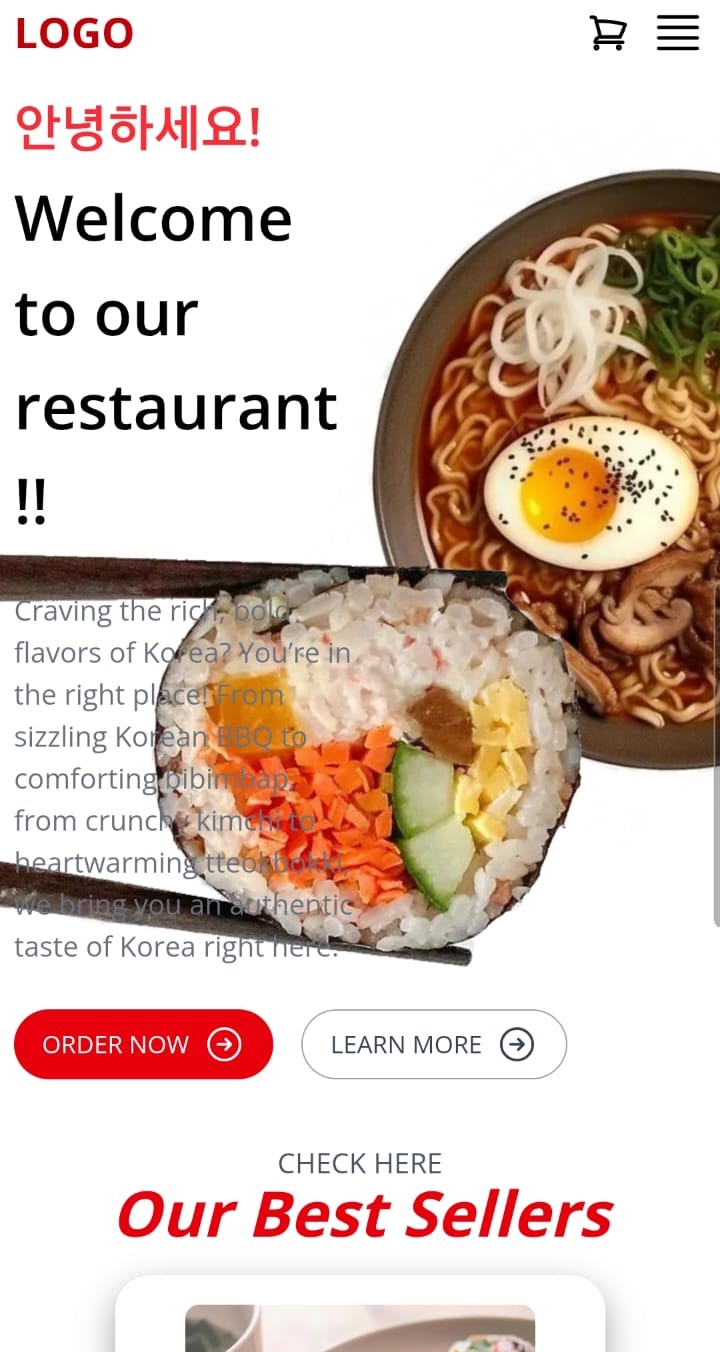 LOGO
안녕하세요!
Welcome
to our
restaurant
!!
Craving the rich, bold
flavors of Korea? You’re in
the right place! From
sizzling Korean BBQ to
comforting bibimbap,
from crunchy kimchi to
heartwarming tteokbokki,
we bring you an authentic
taste of Korea right here.
ORDER NOW
LEARN MORE
CHECK HERE
Our Best Sellers